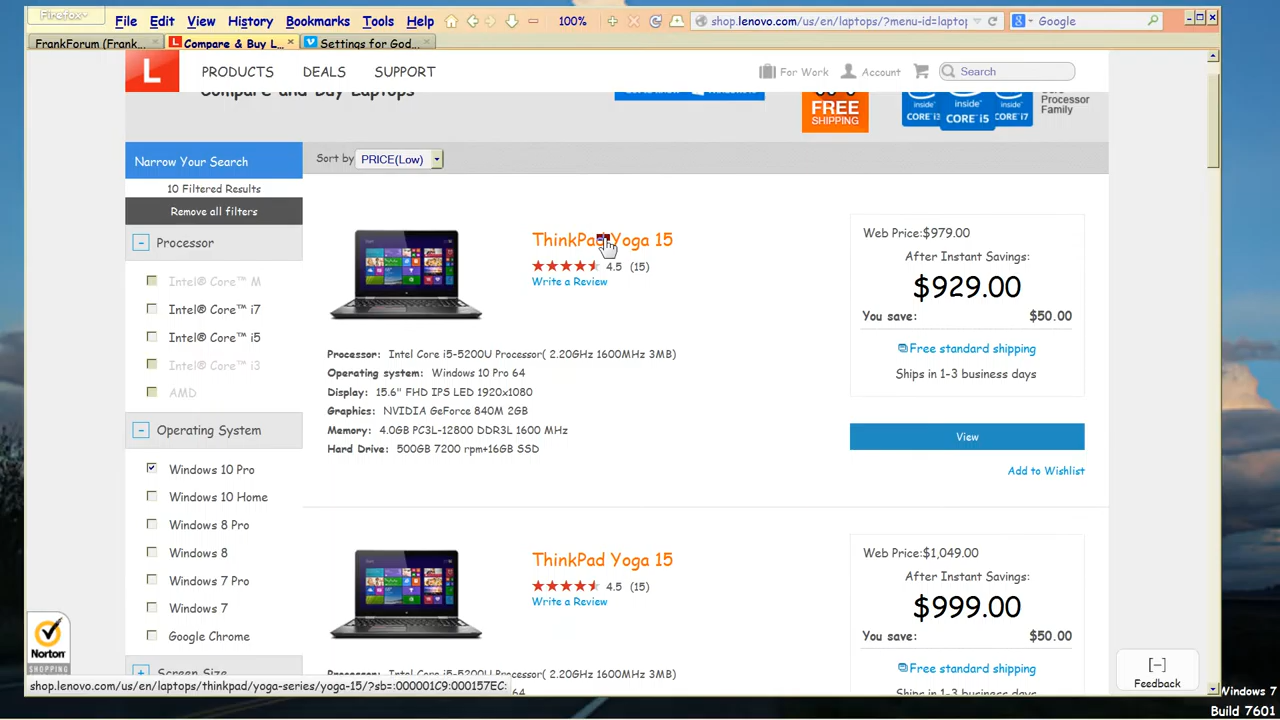 Firefox
File Edit View History Bookmarks Tools Help
100%
shop.lenovo.com/us/en/laptops/?menu-id=laptop
Google
FrankForum (Frank...
Compare & Buy L...
Settings for God...
L
PRODUCTS DEALS SUPPORT
For Work Account
Search
Compare and Buy Laptops
FREE SHIPPING
inside inside inside
CORE i3 CORE i5 CORE i7
Processor
Family
Narrow Your Search
Sort by PRICE(Low)
10 Filtered Results
Remove all filters
Processor
Intel® Core™ M
Intel® Core™ i7
Intel® Core™ i5
Intel® Core™ i3
AMD
Operating System
Windows 10 Pro
Windows 10 Home
Windows 8 Pro
Windows 8
Windows 7 Pro
Windows 7
Google Chrome
Screen Size
ThinkPad Yoga 15
4.5 (15)
Write a Review
Processor: Intel Core i5-5200U Processor( 2.20GHz 1600MHz 3MB)
Operating system: Windows 10 Pro 64
Display: 15.6" FHD IPS LED 1920x1080
Graphics: NVIDIA GeForce 840M 2GB
Memory: 4.0GB PC3L-12800 DDR3L 1600 MHz
Hard Drive: 500GB 7200 rpm+16GB SSD
Web Price:$979.00
After Instant Savings:
$929.00
You save: $50.00
Free standard shipping
Ships in 1-3 business days
View
Add to Wishlist
ThinkPad Yoga 15
4.5 (15)
Write a Review
Processor: Intel Core i5-5200U Processor( 2.20GHz 1600MHz 3MB)
64
Web Price:$1,049.00
After Instant Savings:
$999.00
You save: $50.00
Free standard shipping
Ships in 1-3 business days
Norton
SHOPPING
[-]
Feedback
shop.lenovo.com/us/en/laptops/thinkpad/yoga-series/yoga-15/?sb=:000001C9:000157EC:
Windows 7
Build 7601